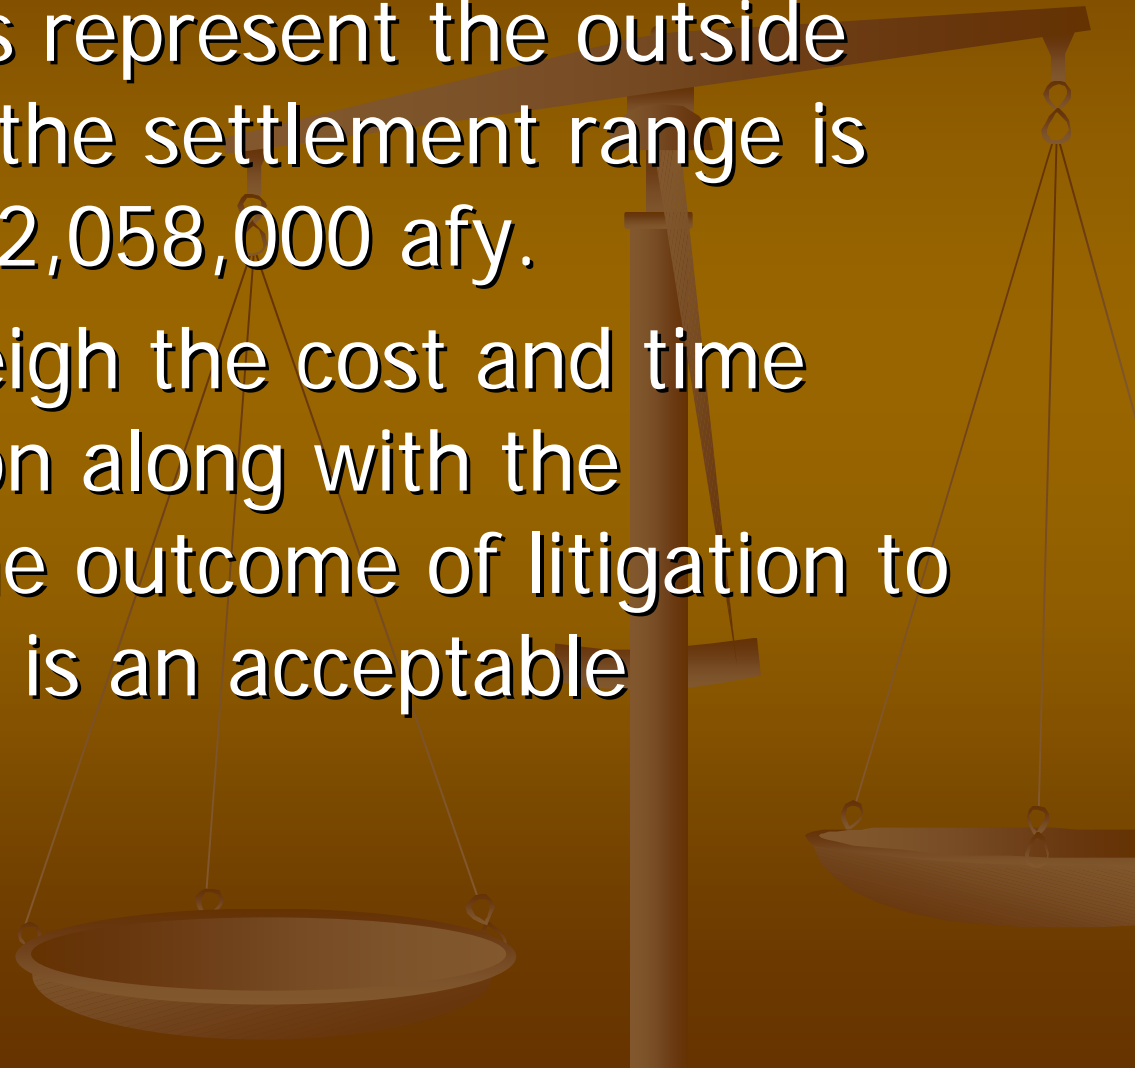 s represent the outside
the settlement range is
2,058,000 afy.
eigh the cost and time
on along with the
e outcome of litigation to
is an acceptable